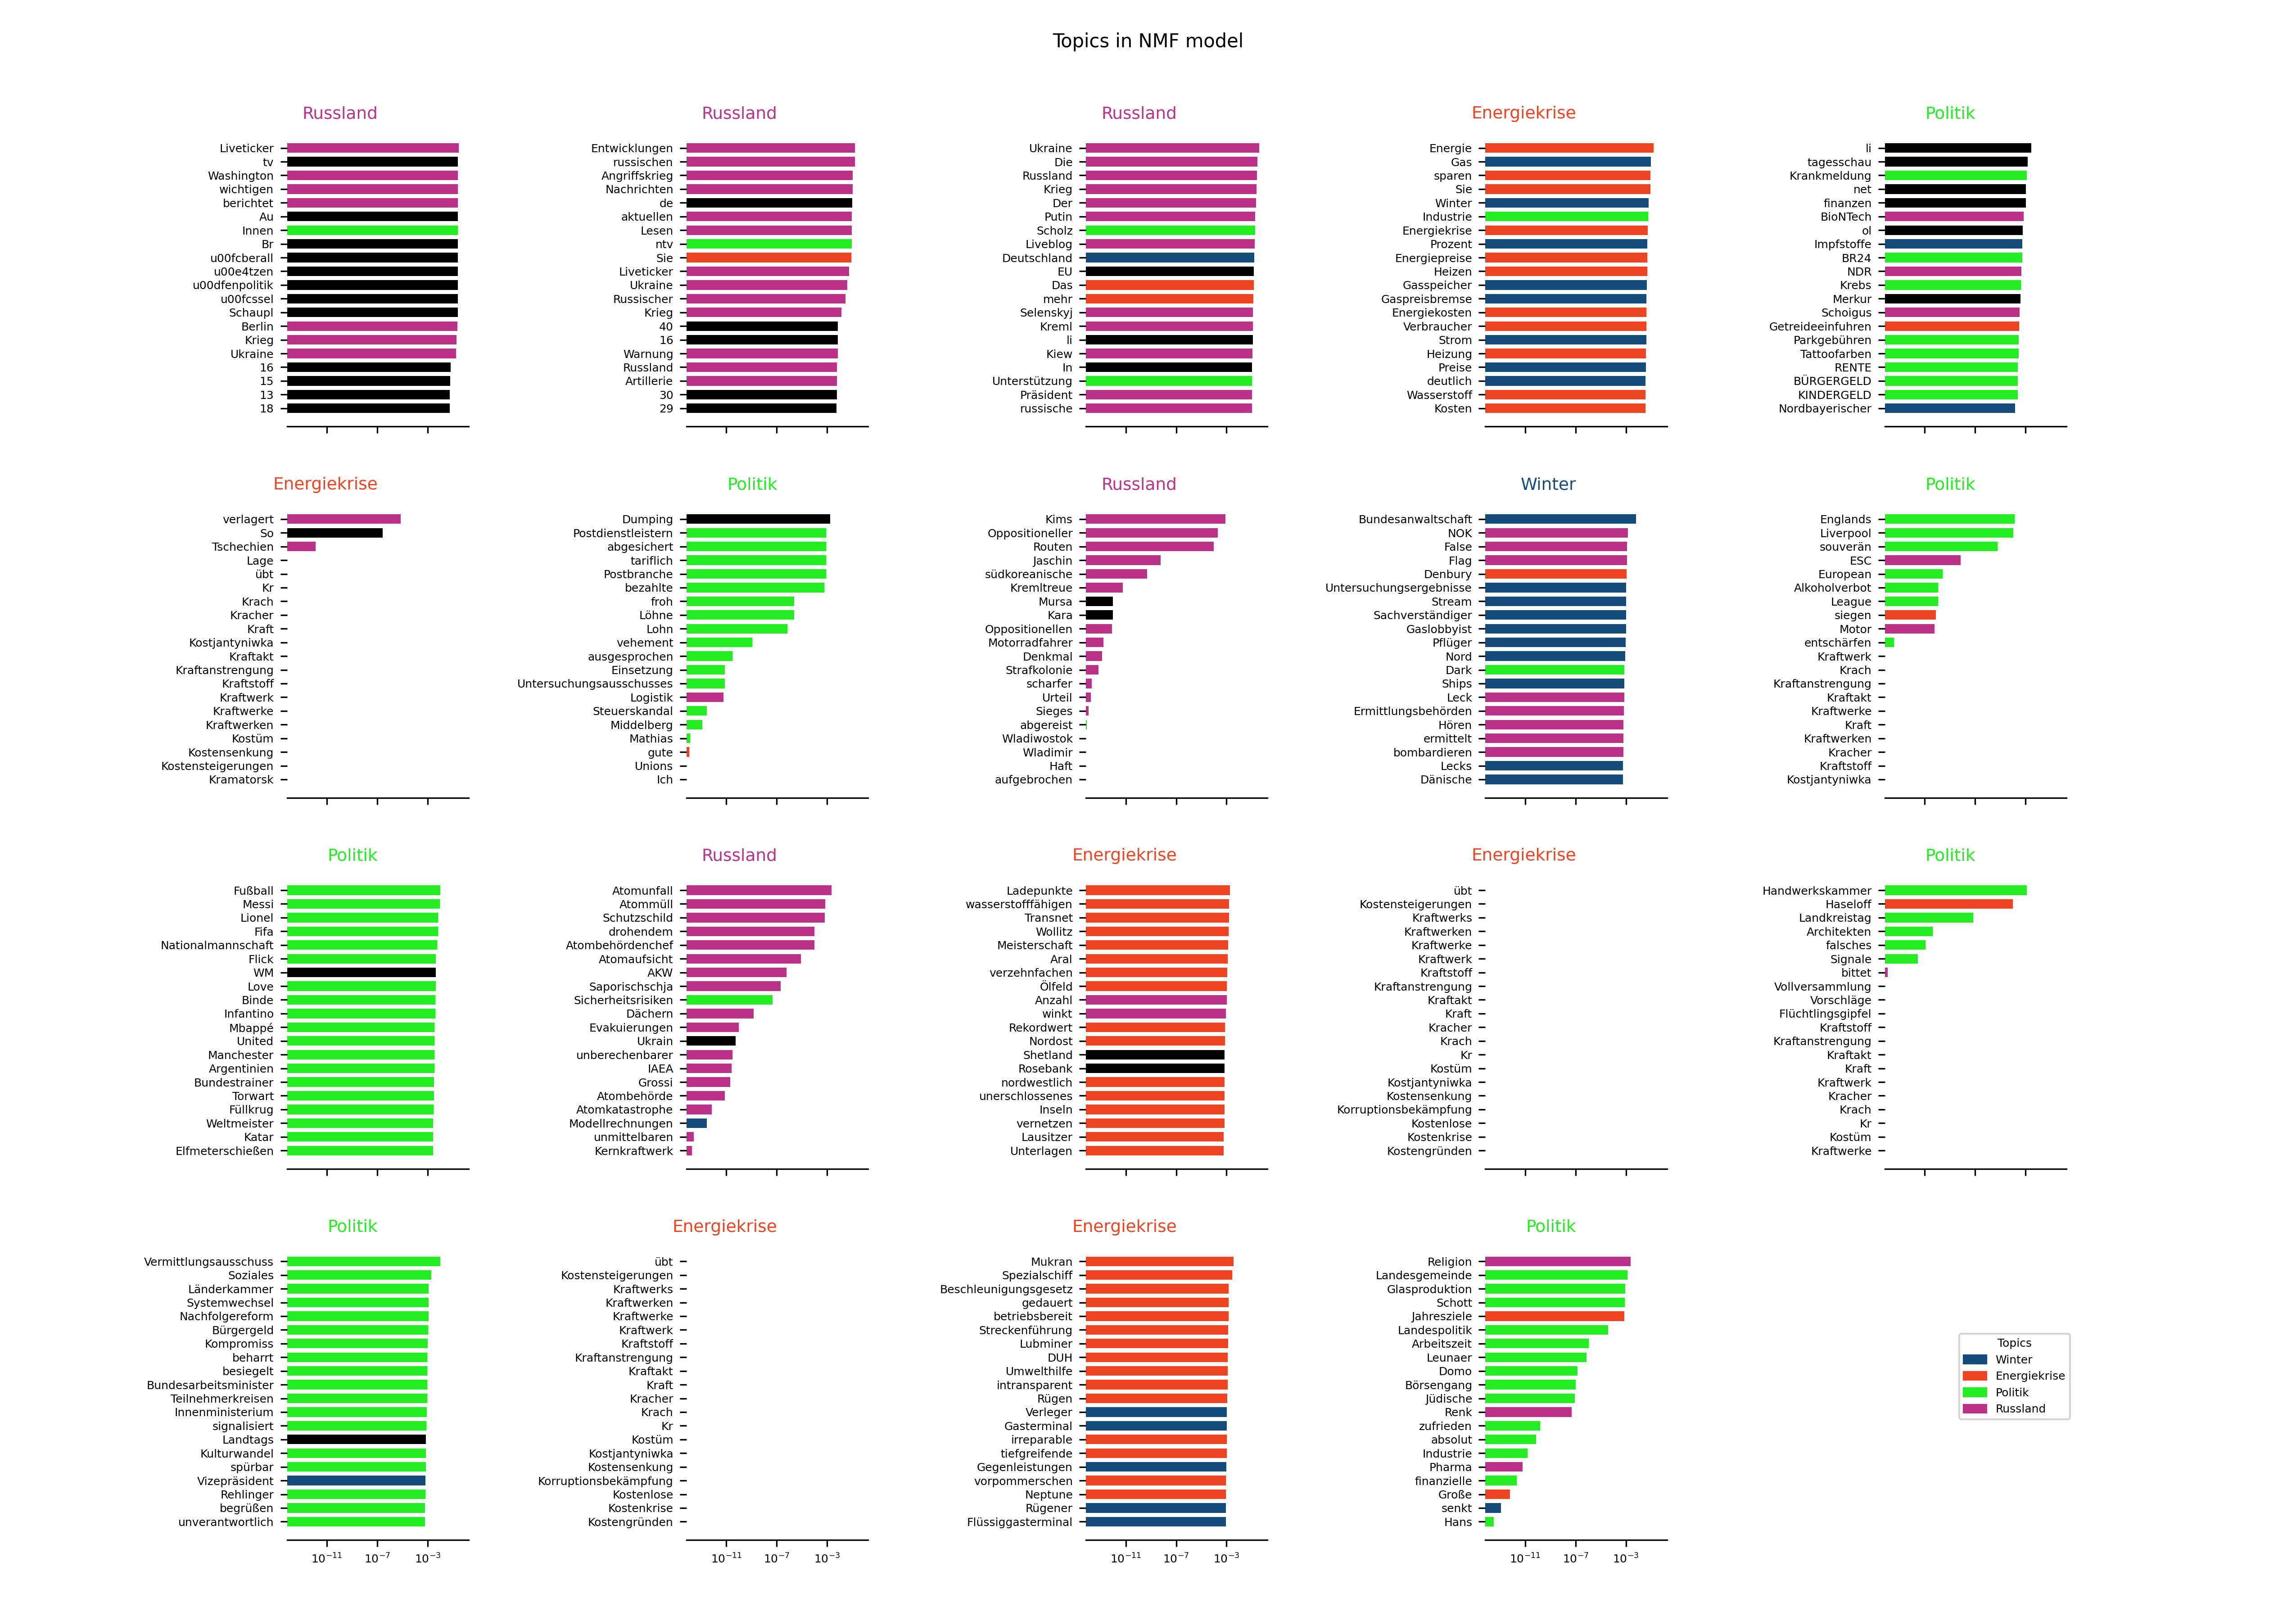 Topics in NMF model
Russland
Liveticker
tv
Washington
wichtigen
berichtet
Au
Innen
Br
u00fcberall
u00e4tzen
u00dfenpolitik
u00fcssel
Schaupl
Berlin
Krieg
Ukraine
16
15
13
18
Russland
Entwicklungen
russischen
Angriffskrieg
Nachrichten
de
aktuellen
Lesen
ntv
Sie
Liveticker
Ukraine
Russischer
Krieg
40
16
Warnung
Russland
Artillerie
30
29
Russland
Ukraine
Die
Russland
Krieg
Der
Putin
Scholz
Liveblog
Deutschland
EU
Das
mehr
Selenskyj
Kreml
li
Kiew
In
Unterstützung
Präsident
russische
Energiekrise
Energie
Gas
sparen
Sie
Winter
Industrie
Energiekrise
Prozent
Energiepreise
Heizen
Gasspeicher
Gaspreisbremse
Energiekosten
Verbraucher
Strom
Heizung
Preise
deutlich
Wasserstoff
Kosten
Politik
li
tagesschau
Krankmeldung
net
finanzen
BioNTech
ol
Impfstoffe
BR24
NDR
Krebs
Merkur
Schoigus
Getreideeinfuhren
Parkgebühren
Tattoofarben
RENTE
BÜRGERGELD
KINDERGELD
Nordbayerischer
Energiekrise
verlagert
So
Tschechien
Lage
übt
Kr
Krach
Kracher
Kraft
Kostjantyniwka
Kraftakt
Kraftanstrengung
Kraftstoff
Kraftwerk
Kraftwerke
Kraftwerken
Kostüm
Kostensenkung
Kostensteigerungen
Kramatorsk
Politik
Dumping
Postdienstleistern
abgesichert
tariflich
Postbranche
bezahlte
froh
Löhne
Lohn
vehement
ausgesprochen
Einsetzung
Untersuchungsausschusses
Logistik
Steuerskandal
Middelberg
Mathias
gute
Unions
Ich
Russland
Kims
Oppositioneller
Routen
Jaschin
südkoreanische
Kremltreue
Mursa
Kara
Oppositionellen
Motorradfahrer
Denkmal
Strafkolonie
scharfer
Urteil
Sieges
abgereist
Wladiwostok
Wladimir
Haft
aufgebrochen
Winter
Bundesanwaltschaft
NOK
False
Flag
Denbury
Untersuchungsergebnisse
Stream
Sachverständiger
Gaslobbyist
Pflüger
Nord
Dark
Ships
Leck
Ermittlungsbehörden
Hören
ermittelt
bombardieren
Lecks
Dänische
Politik
Englands
Liverpool
souverän
ESC
European
Alkoholverbot
League
siegen
Motor
entschärfen
Kraftwerk
Krach
Kraftanstrengung
Kraftakt
Kraftwerke
Kraft
Kraftwerken
Kracher
Kraftstoff
Kostjantyniwka
Politik
Fußball
Messi
Lionel
Fifa
Nationalmannschaft
Flick
WM
Love
Binde
Infantino
Mbappé
United
Manchester
Argentinien
Bundestrainer
Torwart
Füllkrug
Weltmeister
Katar
Elfmeterschießen
Russland
Atomunfall
Atommüll
Schutzschild
drohendem
Atombehördenchef
Atomaufsicht
AKW
Saporischschja
Sicherheitsrisiken
Dächern
Evakuierungen
Ukrain
unberechenbarer
IAEA
Grossi
Atombehörde
Atomkatastrophe
Modellrechnungen
unmittelbaren
Kernkraftwerk
Energiekrise
Ladepunkte
wasserstofffähigen
Transnet
Wollitz
Meisterschaft
Aral
verzehnfachen
Ölfeld
Anzahl
winkt
Rekordwert
Nordost
Shetland
Rosebank
nordwestlich
unerschlossenes
Inseln
vernetzen
Lausitzer
Unterlagen
Energiekrise
übt
Kostensteigerungen
Kraftwerks
Kraftwerken
Kraftwerke
Kraftwerk
Kraftstoff
Kraftanstrengung
Kraftakt
Kraft
Kracher
Krach
Kr
Kostüm
Kostjantyniwka
Kostensenkung
Korruptionsbekämpfung
Kostenlose
Kostenkrise
Kostengründen
Politik
Handwerkskammer
Haseloff
Landkreistag
Architekten
falsches
Signale
bittet
Vollversammlung
Vorschläge
Flüchtlingsgipfel
Kraftstoff
Kraftanstrengung
Kraftakt
Kraft
Kraftwerk
Kracher
Krach
Kr
Kostüm
Kraftwerke
Politik
Vermittlungsausschuss
Soziales
Länderkammer
Systemwechsel
Nachfolgereform
Bürgergeld
Kompromiss
beharrt
besiegelt
Bundesarbeitsminister
Teilnehmerkreisen
Innenministerium
signalisiert
Landtags
Kulturwandel
spürbar
Vizepräsident
Rehlinger
begrüßen
unverantwortlich
10⁻¹¹ 10⁻⁷ 10⁻³
Energiekrise
übt
Kostensteigerungen
Kraftwerks
Kraftwerken
Kraftwerke
Kraftwerk
Kraftstoff
Kraftanstrengung
Kraftakt
Kraft
Kracher
Krach
Kr
Kostüm
Kostjantyniwka
Kostensenkung
Korruptionsbekämpfung
Kostenlose
Kostenkrise
Kostengründen
10⁻¹¹ 10⁻⁷ 10⁻³
Energiekrise
Mukran
Spezialschiff
Beschleunigungsgesetz
gedauert
betriebsbereit
Streckenführung
Lubminer
DUH
Umwelthilfe
intransparent
Rügen
Verleger
Gasterminal
irreparable
tiefgreifende
Gegenleistungen
vorpommerschen
Neptune
Rügener
Flüssiggasterminal
10⁻¹¹ 10⁻⁷ 10⁻³
Politik
Religion
Landesgemeinde
Glasproduktion
Schott
Jahresziele
Landespolitik
Arbeitszeit
Leunaer
Domo
Börsengang
Jüdische
Renk
zufrieden
absolut
Industrie
Pharma
finanzielle
Große
senkt
Hans
10⁻¹¹ 10⁻⁷ 10⁻³
Topics
Winter
Energiekrise
Politik
Russland